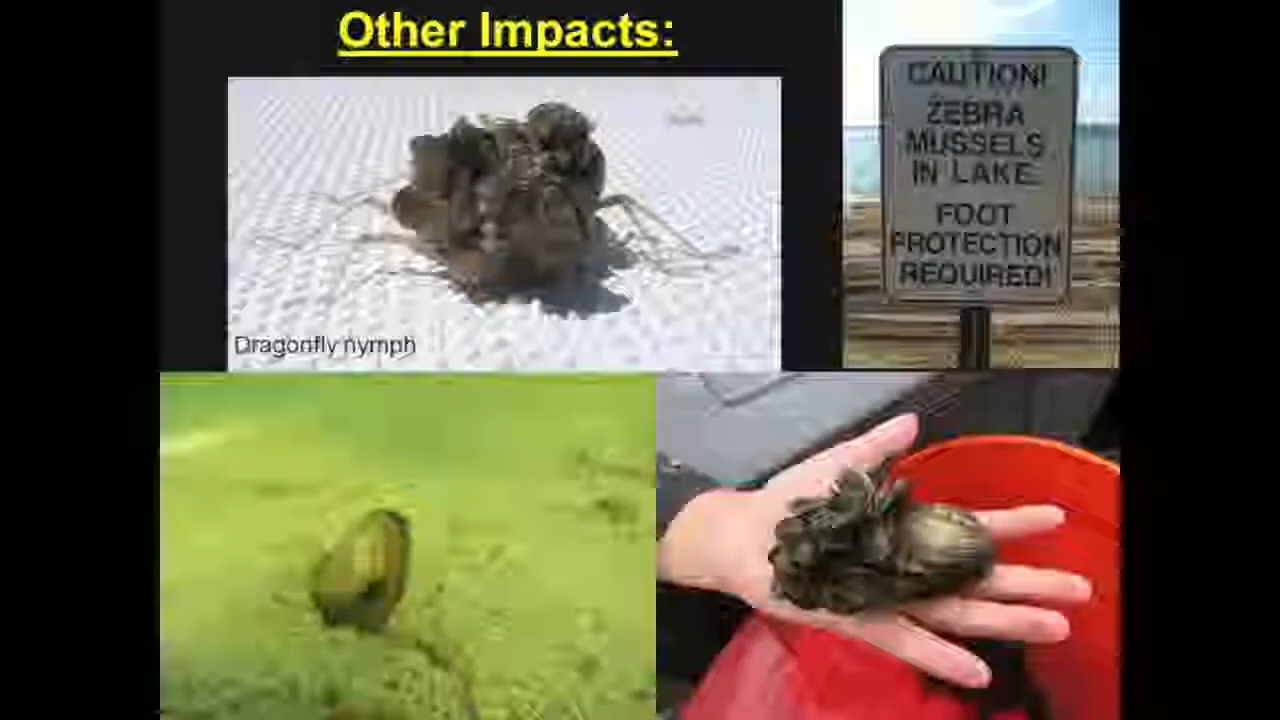 Other Impacts:
CAUTION!
ZEBRA
MUSSELS
IN LAKE
FOOT
PROTECTION
REQUIRED!
Dragonfly nymph